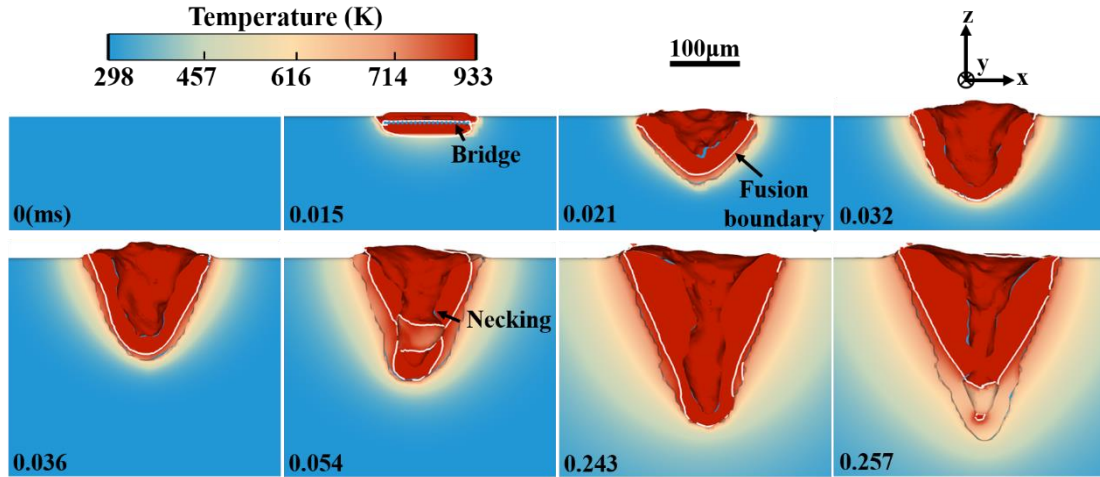 Temperature (K)
298 457 616 714 933
100μm
z
y
x
Bridge
Fusion
boundary
0(ms)
0.015
0.021
0.032
Necking
0.036
0.054
0.243
0.257